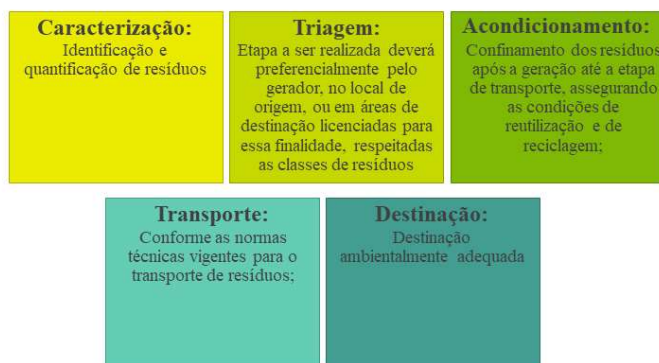 Caracterização:
Identificação e
quantificação de resíduos
Triagem:
Etapa a ser realizada deverá
preferencialmente pelo
gerador, no local de
origem, ou em áreas de
destinação licenciadas para
essa finalidade, respeitadas
as classes de resíduos
Acondicionamento:
Confinamento dos resíduos
após a geração até a etapa
de transporte, assegurando
as condições de
reutilização e de
reciclagem;
Transporte:
Conforme as normas
técnicas vigentes para o
transporte de resíduos;
Destinação:
Destinação
ambientalmente adequada